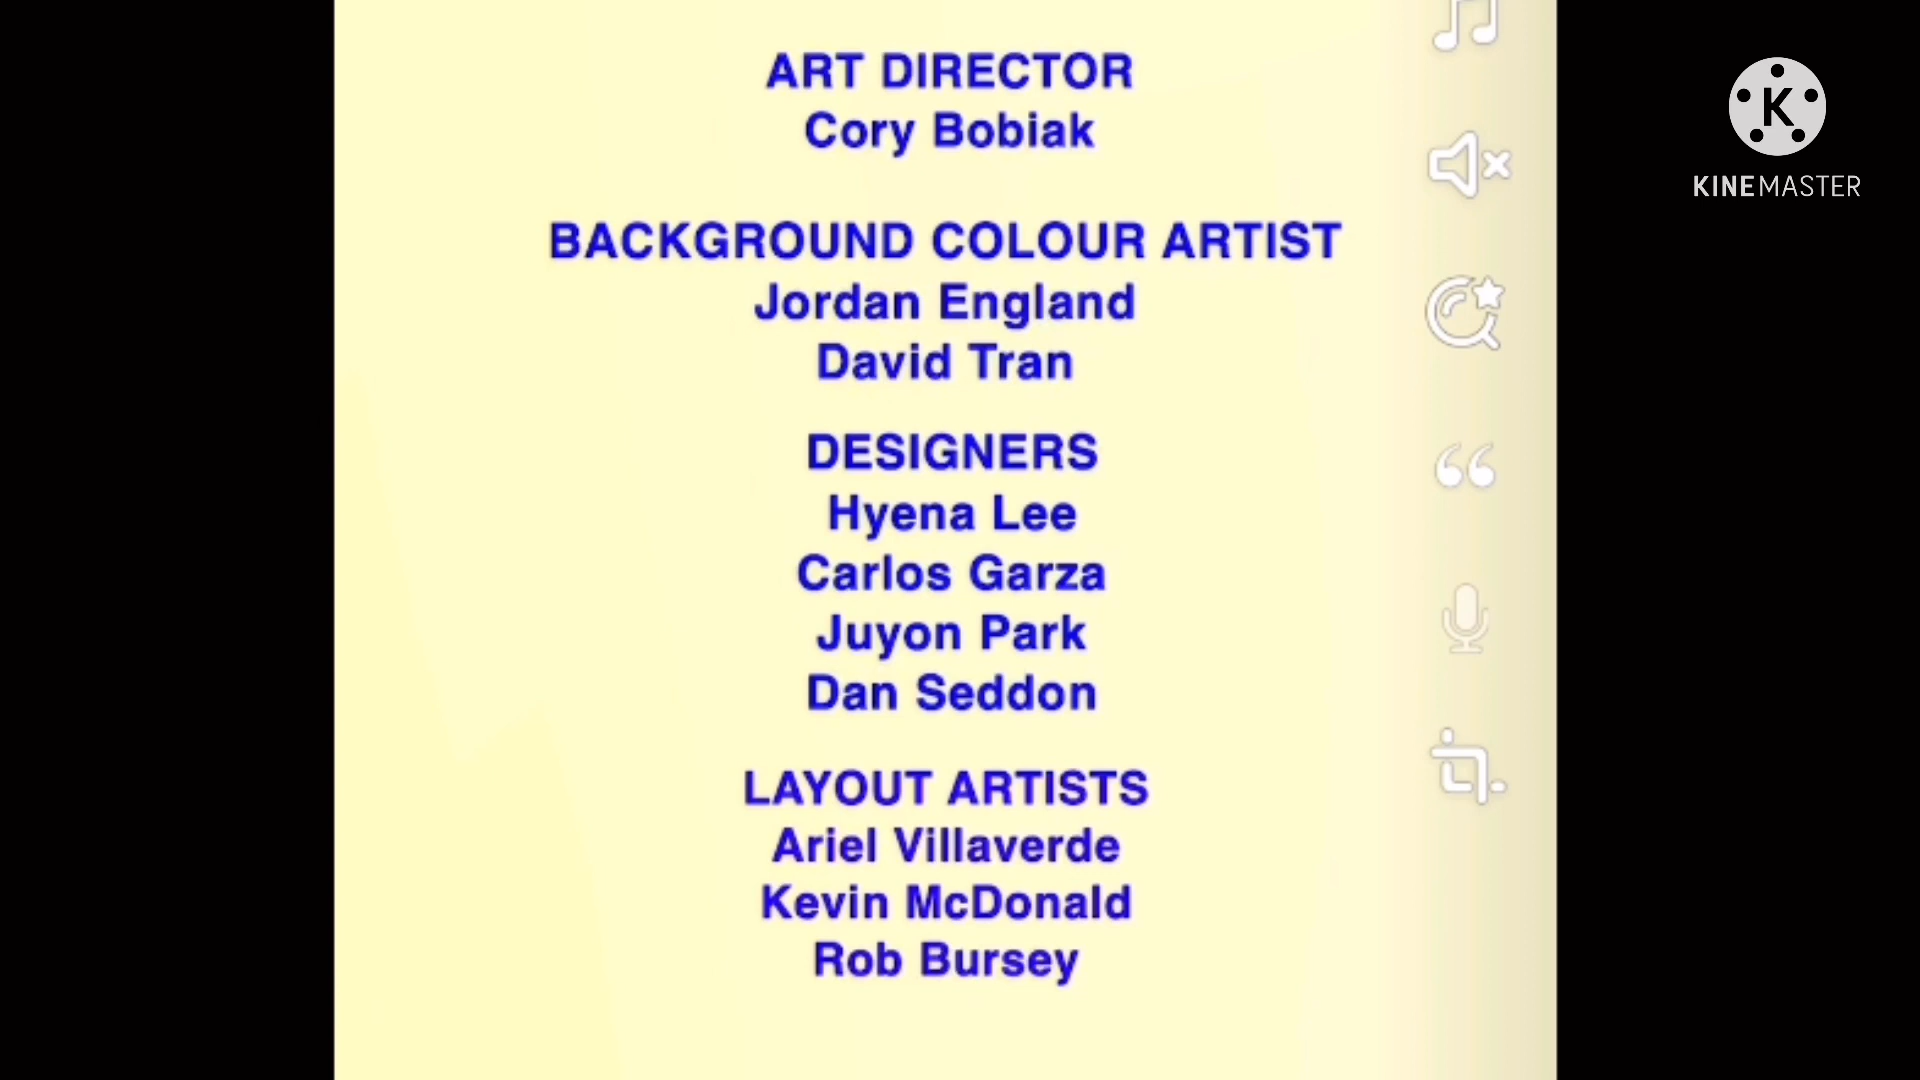 ART DIRECTOR
Cory Bobiak
BACKGROUND COLOUR ARTIST
Jordan England
David Tran
DESIGNERS
Hyena Lee
Carlos Garza
Juyon Park
Dan Seddon
LAYOUT ARTISTS
Ariel Villaverde
Kevin McDonald
Rob Bursey
K
KINEMASTER